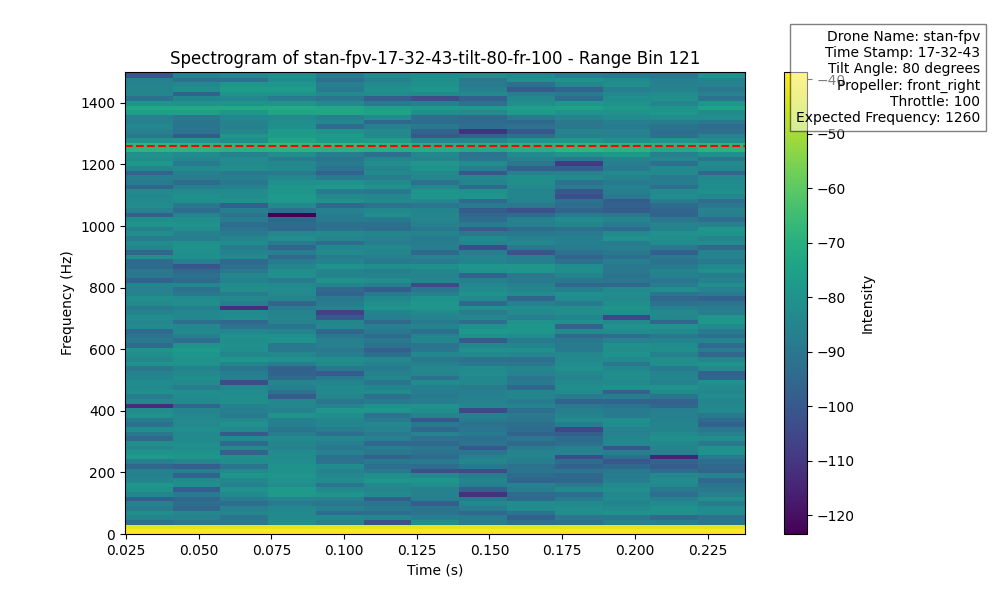 Spectrogram of stan-fpv-17-32-43-tilt-80-fr-100 - Range Bin 121
Drone Name: stan-fpv
Time Stamp: 17-32-43
Tilt Angle: 80 degrees
Propeller: front_right
Throttle: 100
Expected Frequency: 1260
Frequency (Hz)
1400
1200
1000
800
600
400
200
0
0.025
0.050
0.075
0.100
0.125
0.150
0.175
0.200
0.225
Time (s)
−40
−50
−60
−70
−80
−90
−100
−110
−120
Intensity